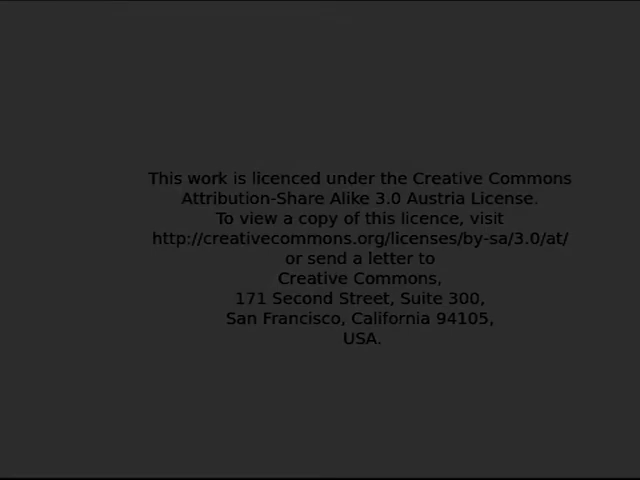 This work is licenced under the Creative Commons
Attribution-Share Alike 3.0 Austria License.
To view a copy of this licence, visit
http://creativecommons.org/licenses/by-sa/3.0/at/
or send a letter to
Creative Commons,
171 Second Street, Suite 300,
San Francisco, California 94105,
USA.